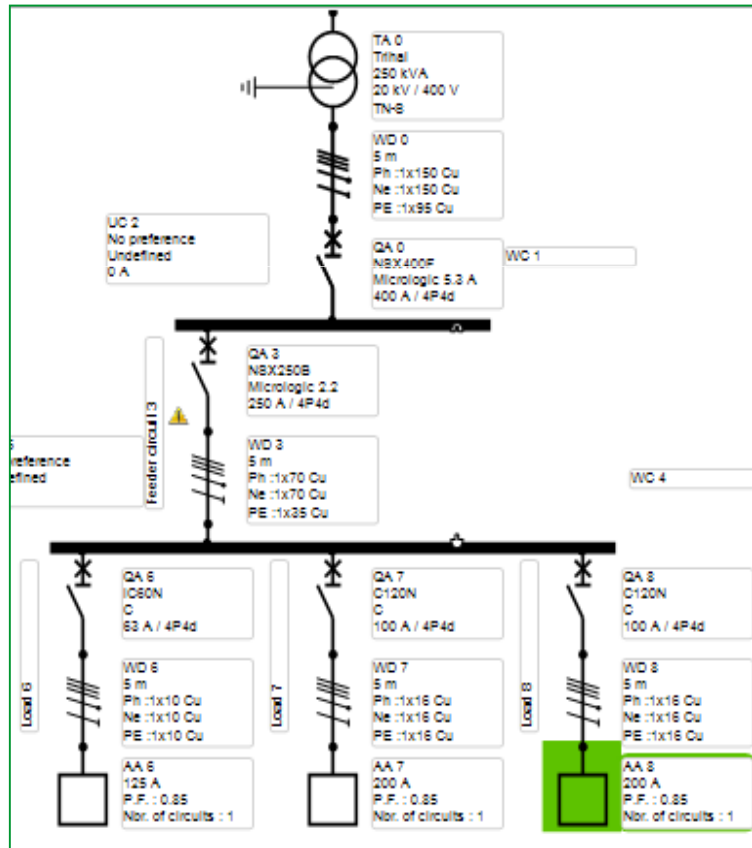 TA 0
Trihal
250 kVA
20 kV / 400 V
TN-S
WD 0
5 m
Ph :1x150 Cu
Ne :1x150 Cu
PE :1x95 Cu
UC 2
No preference
Undefined
0 A
QA 0
NSX400F
Micrologic 5.3 A
400 A / 4P4d
WC 1
Feeder circuit 3
QA 3
NSX250B
Micrologic 2.2
250 A / 4P4d
reference
efined
WD 3
5 m
Ph :1x70 Cu
Ne :1x70 Cu
PE :1x35 Cu
WC 4
Load 6
QA 6
iC60N
C
63 A / 4P4d
WD 6
5 m
Ph :1x10 Cu
Ne :1x10 Cu
PE :1x10 Cu
AA 6
125 A
P.F. : 0.85
Nbr. of circuits : 1
Load 7
QA 7
C120N
C
100 A / 4P4d
WD 7
5 m
Ph :1x16 Cu
Ne :1x16 Cu
PE :1x16 Cu
AA 7
200 A
P.F. : 0.85
Nbr. of circuits : 1
Load 8
QA 8
C120N
C
100 A / 4P4d
WD 8
5 m
Ph :1x16 Cu
Ne :1x16 Cu
PE :1x16 Cu
AA 8
200 A
P.F. : 0.85
Nbr. of circuits : 1